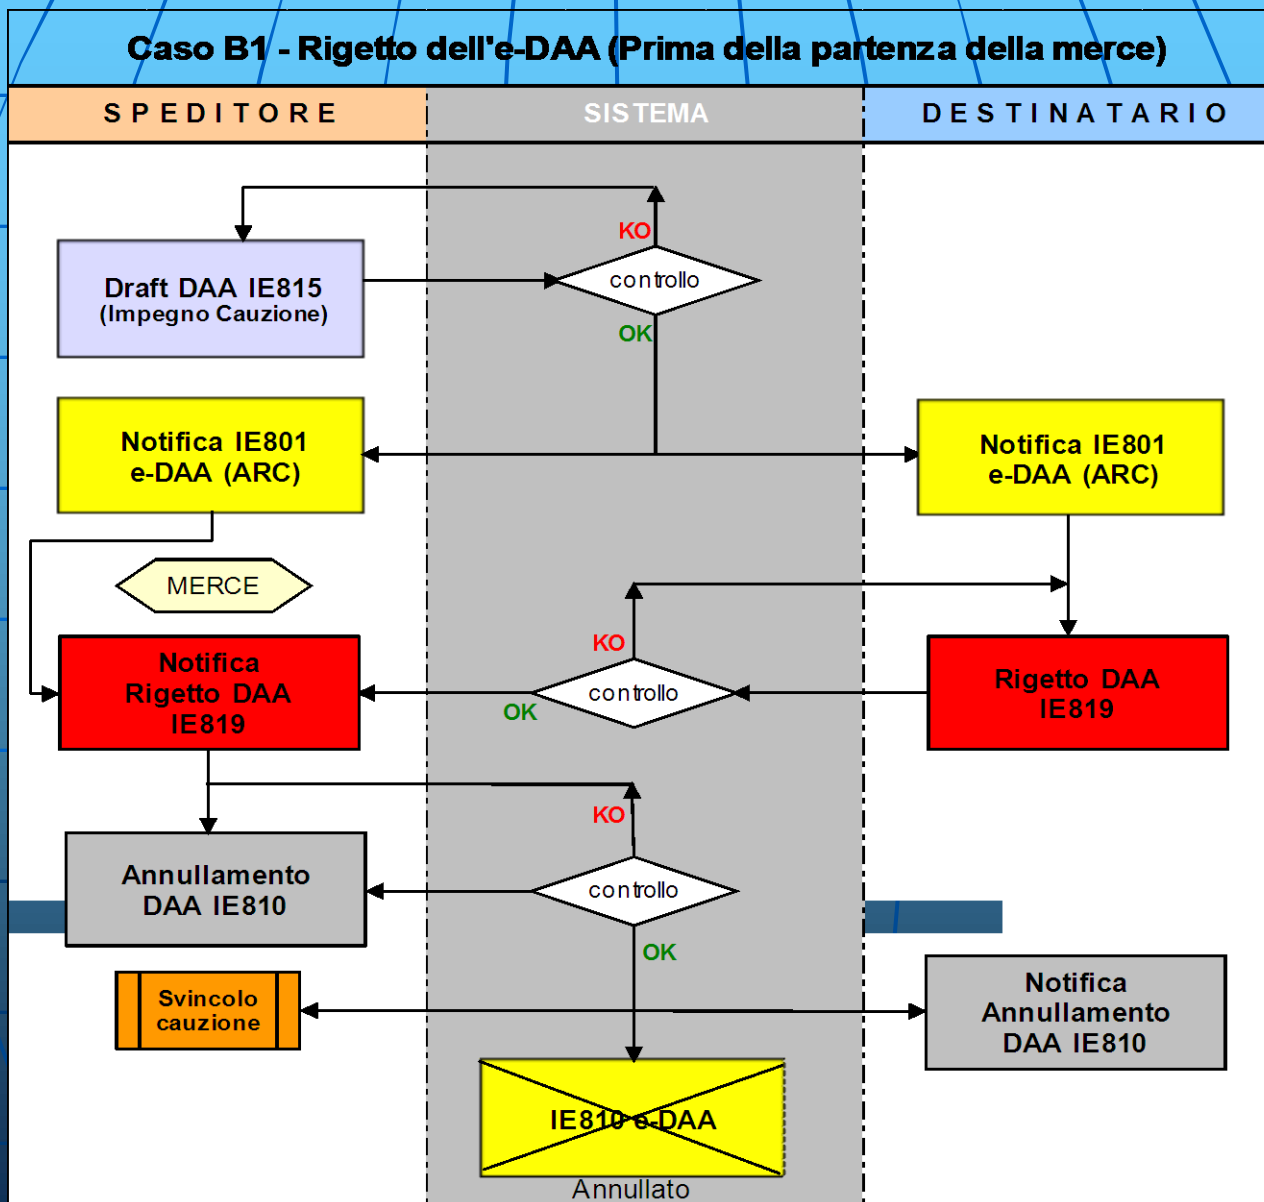 Caso B1 - Rigetto dell'e-DAA (Prima della partenza della merce)
SPEDITORE
SISTEMA
DESTINATARIO
KO
Draft DAA IE815
(Impegno Cauzione)
controllo
OK
Notifica IE801
e-DAA (ARC)
Notifica IE801
e-DAA (ARC)
MERCE
KO
Notifica
Rigetto DAA
IE819
controllo
OK
Rigetto DAA
IE819
KO
Annullamento
DAA IE810
controllo
OK
Svincolo
cauzione
Notifica
Annullamento
DAA IE810
IE810 e-DAA
Annullato